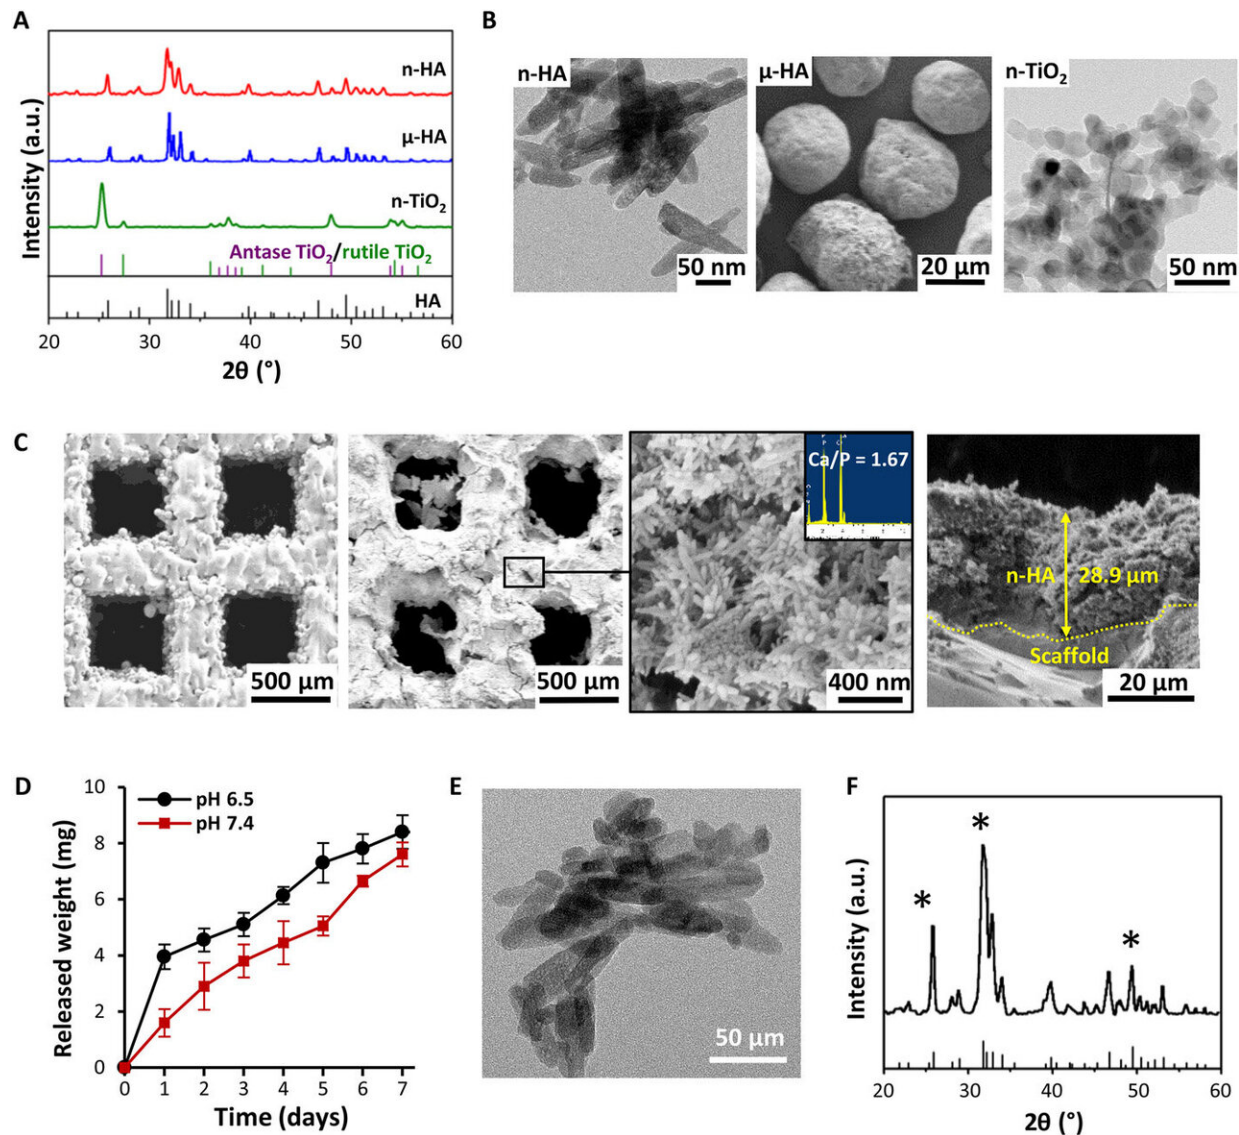 A
Intensity (a.u.)
n-HA
μ-HA
n-TiO2
Antase TiO2/rutile TiO2
HA
20 30 40 50 60
2θ (°)
B
n-HA
50 nm
μ-HA
20 μm
n-TiO2
50 nm
C
500 μm
500 μm
Ca/P = 1.67
400 nm
n-HA 28.9 μm
Scaffold
20 μm
D
Released weight (mg)
10
8
6
4
2
0
pH 6.5
pH 7.4
0 1 2 3 4 5 6 7
Time (days)
E
50 μm
F
Intensity (a.u.)
*
*
*
20 30 40 50 60
2θ (°)